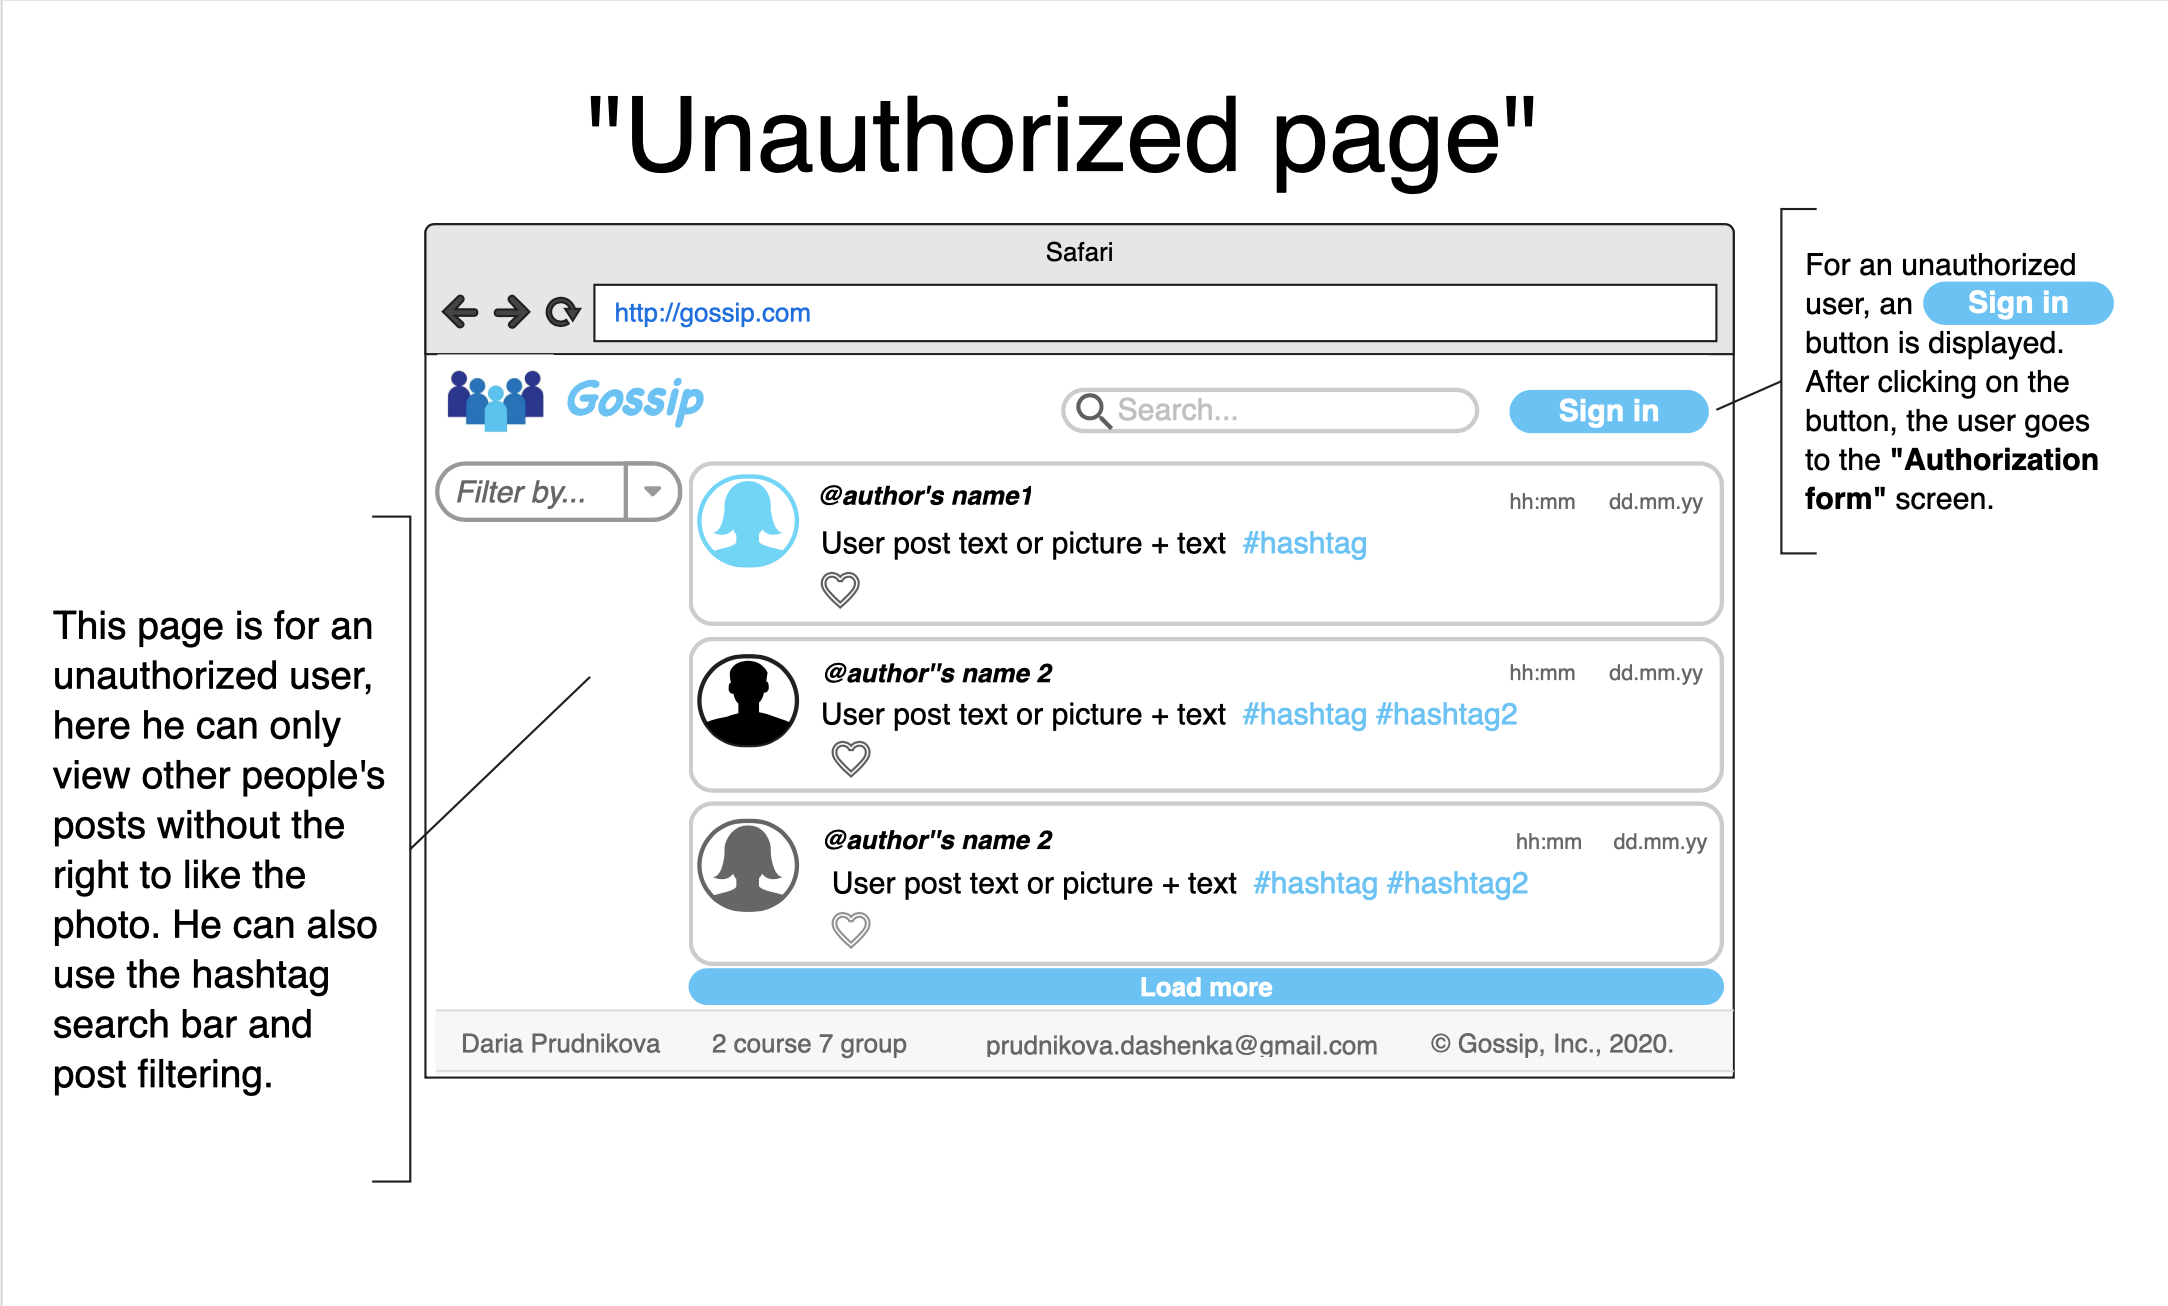 "Unauthorized page"
Safari
http://gossip.com
Gossip
Search...
Sign in
Filter by...
@author's name1
hh:mm dd.mm.yy
User post text or picture + text #hashtag
@author"s name 2
hh:mm dd.mm.yy
User post text or picture + text #hashtag #hashtag2
@author"s name 2
hh:mm dd.mm.yy
User post text or picture + text #hashtag #hashtag2
Load more
Daria Prudnikova 2 course 7 group prudnikova.dashenka@gmail.com © Gossip, Inc., 2020.
This page is for an
unauthorized user,
here he can only
view other people's
posts without the
right to like the
photo. He can also
use the hashtag
search bar and
post filtering.
For an unauthorized
user, an Sign in
button is displayed.
After clicking on the
button, the user goes
to the "Authorization
form" screen.